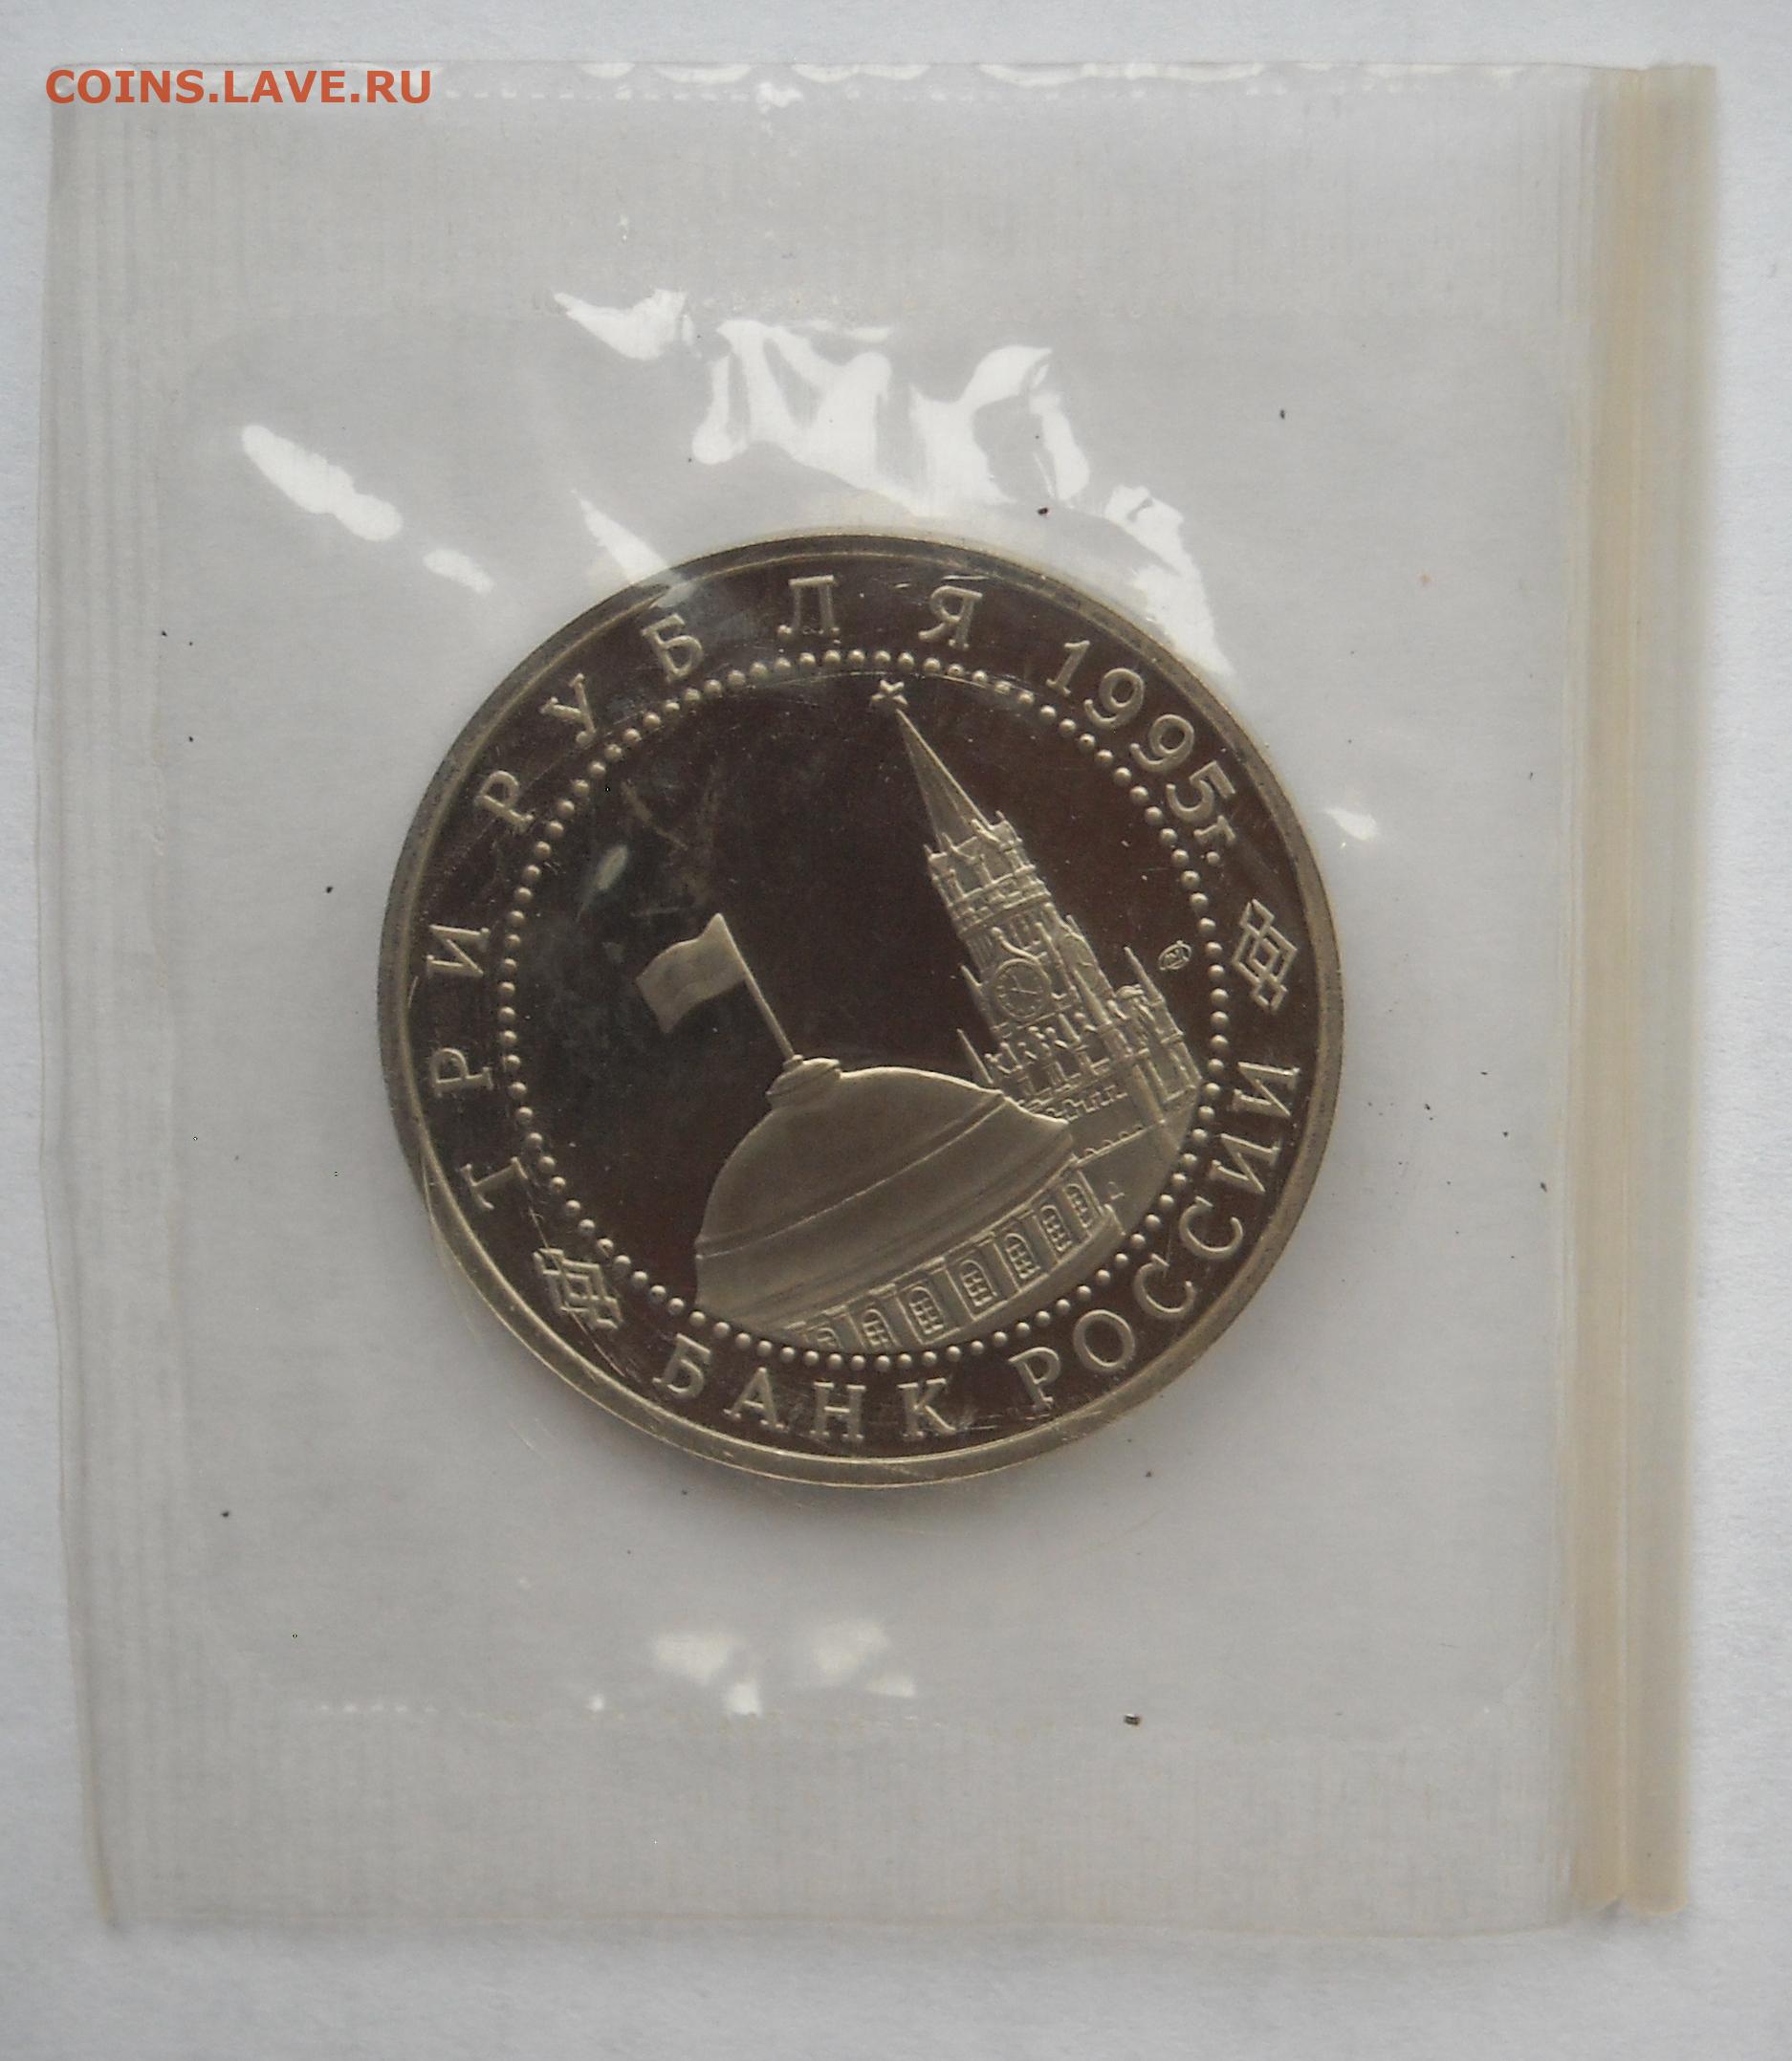 COINS.LAVE.RU
ТРИ РУБЛЯ 1995г.
БАНК РОССИИ